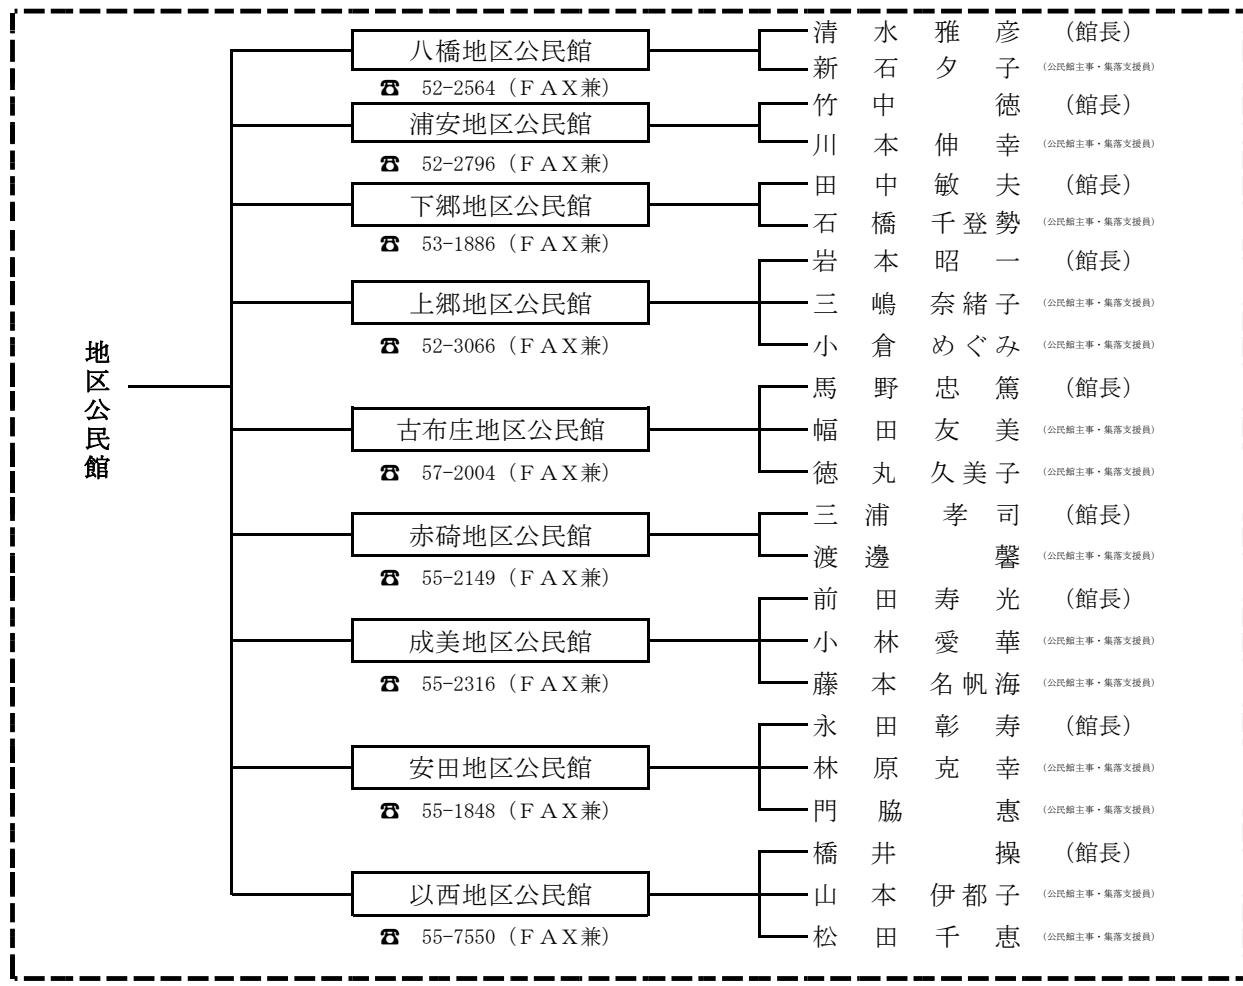 地区公民館
八橋地区公民館
☎ 52-2564（ＦＡＸ兼）
清水雅彦（館長）
新石夕子（公民館主事・集落支援員）
浦安地区公民館
☎ 52-2796（ＦＡＸ兼）
竹中徳（館長）
川本伸幸（公民館主事・集落支援員）
下郷地区公民館
☎ 53-1886（ＦＡＸ兼）
田中敏夫（館長）
石橋千登勢（公民館主事・集落支援員）
上郷地区公民館
☎ 52-3066（ＦＡＸ兼）
岩本昭一（館長）
三嶋奈緒子（公民館主事・集落支援員）
小倉めぐみ（公民館主事・集落支援員）
古布庄地区公民館
☎ 57-2004（ＦＡＸ兼）
馬野忠篤（館長）
幅田友美（公民館主事・集落支援員）
徳丸久美子（公民館主事・集落支援員）
赤碕地区公民館
☎ 55-2149（ＦＡＸ兼）
三浦孝司（館長）
渡邊馨（公民館主事・集落支援員）
成美地区公民館
☎ 55-2316（ＦＡＸ兼）
前田寿光（館長）
小林愛華（公民館主事・集落支援員）
藤本名帆海（公民館主事・集落支援員）
安田地区公民館
☎ 55-1848（ＦＡＸ兼）
永田彰寿（館長）
林原克幸（公民館主事・集落支援員）
門脇惠（公民館主事・集落支援員）
以西地区公民館
☎ 55-7550（ＦＡＸ兼）
橋井操（館長）
山本伊都子（公民館主事・集落支援員）
松田千恵（公民館主事・集落支援員）